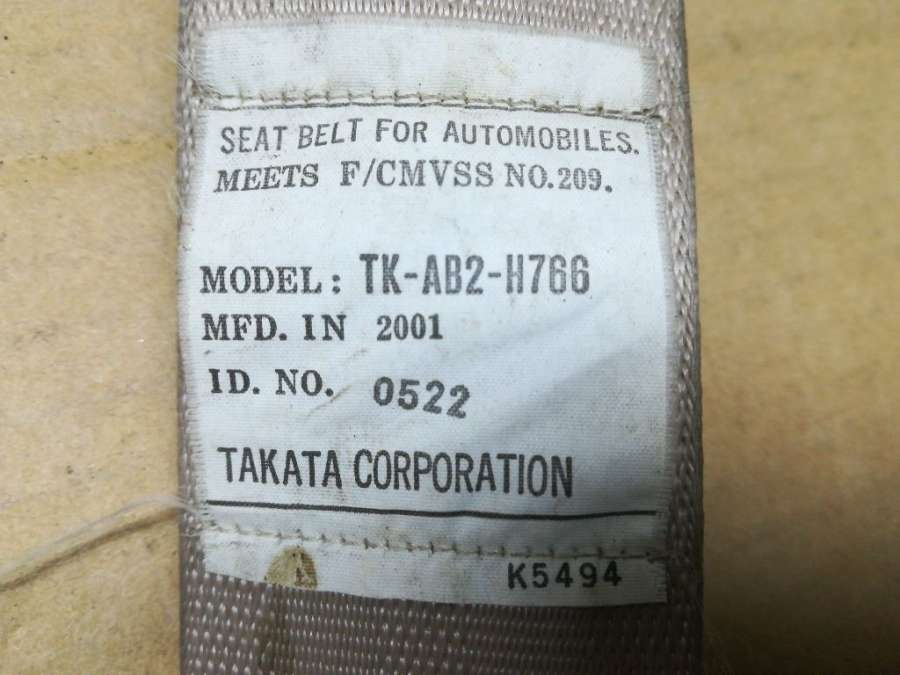 SEAT BELT FOR AUTOMOBILES.
MEETS F/CMVSS NO.209.
MODEL: TK-AB2-H766
MFD. IN 2001
ID. NO. 0522
TAKATA CORPORATION
K5494